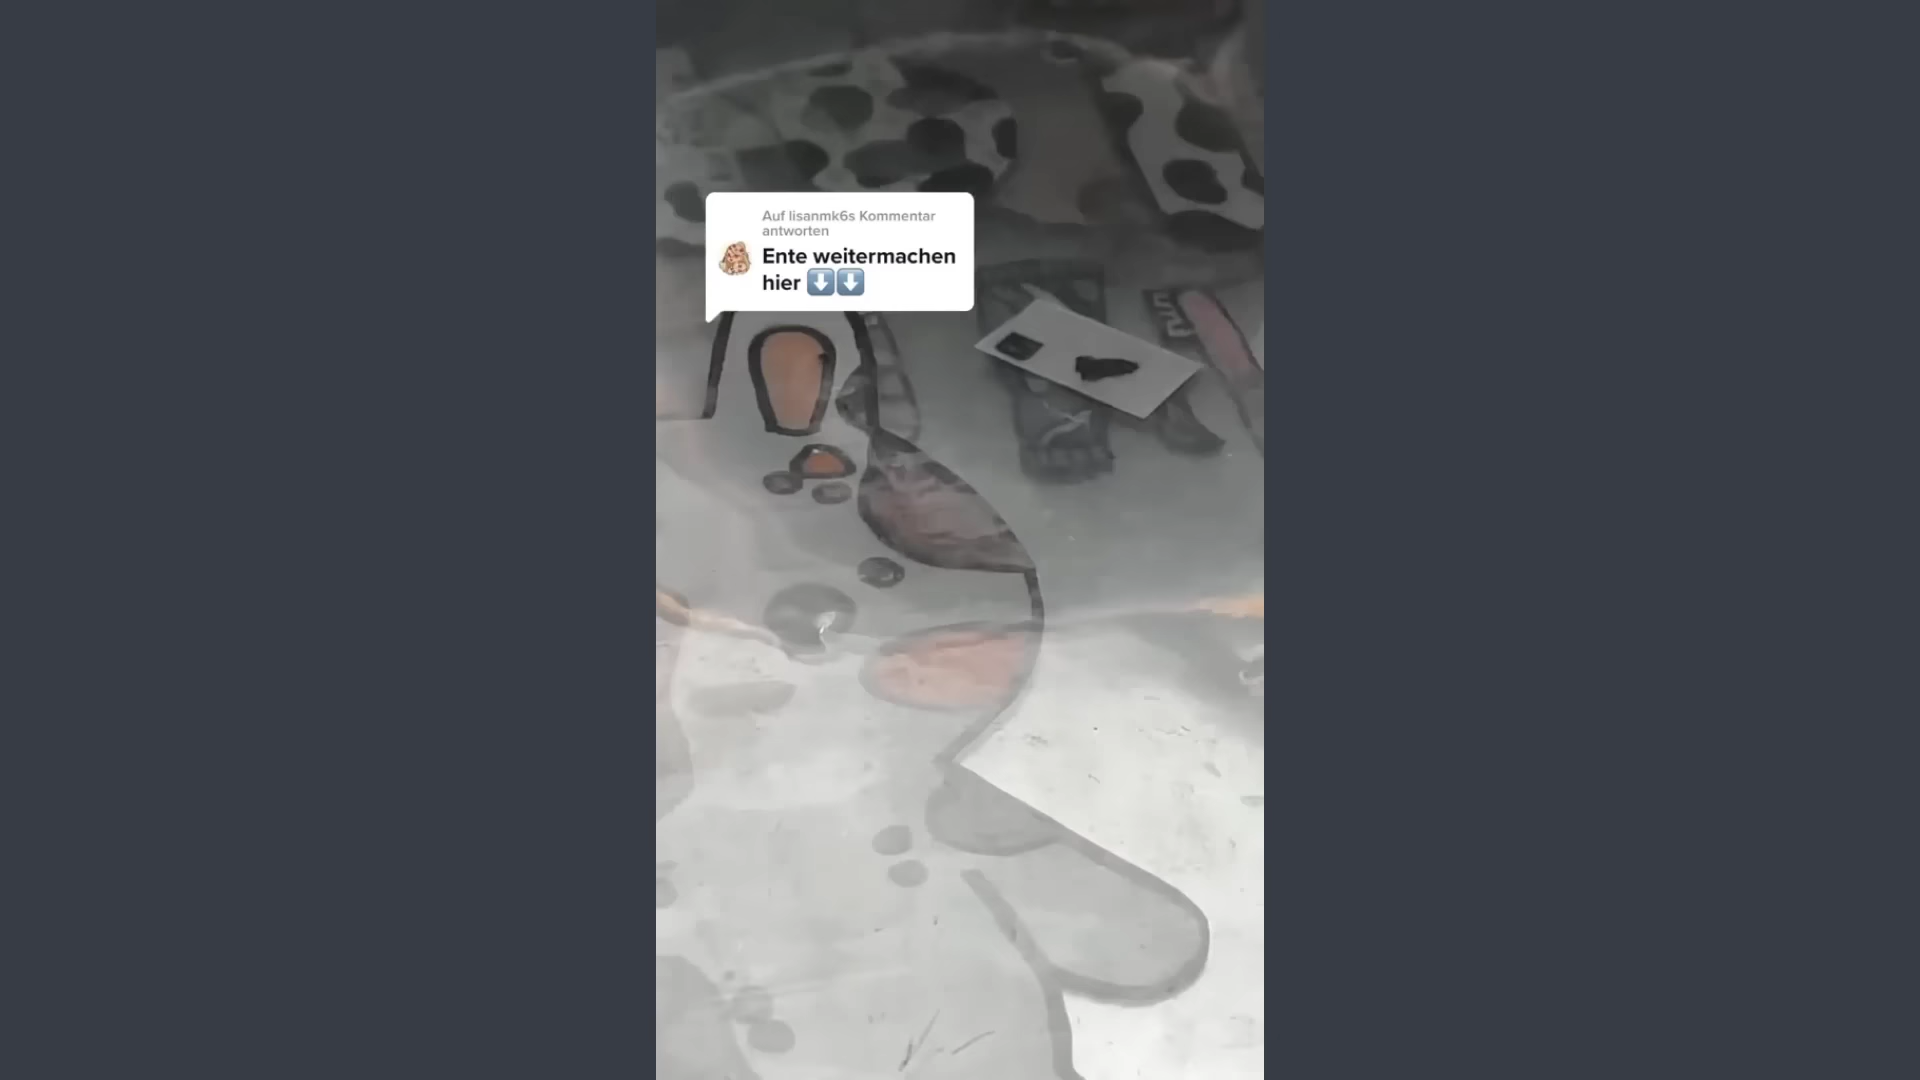 Auf lisanmk6s Kommentar
antworten
Ente weitermachen
hier ⬇️⬇️